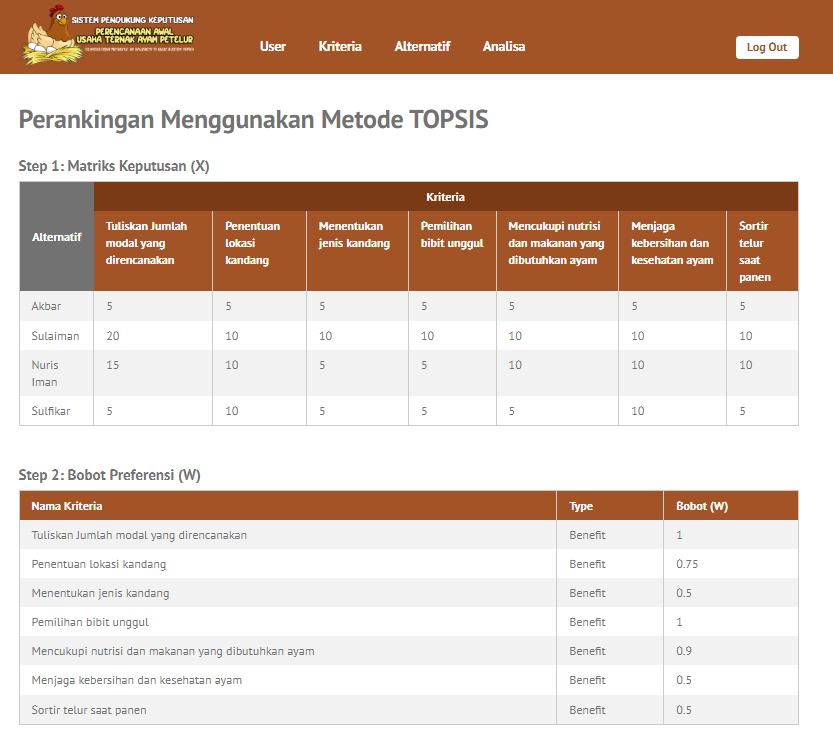 SISTEM PENDUKUNG KEPUTUSAN
PERENCANAAN AWAL
USAHA TERNAK AYAM PETELUR
User Kriteria Alternatif Analisa Log Out
Perankingan Menggunakan Metode TOPSIS
Step 1: Matriks Keputusan (X)
Alternatif Kriteria
Tuliskan Jumlah modal yang direncanakan
Penentuan lokasi kandang
Menentukan jenis kandang
Pemilihan bibit unggul
Mencukupi nutrisi dan makanan yang dibutuhkan ayam
Menjaga kebersihan dan kesehatan ayam
Sortir telur saat panen
Akbar 5 5 5 5 5 5 5
Sulaiman 20 10 10 10 10 10 10
Nuris Iman 15 10 5 5 10 10 10
Sulfikar 5 10 5 5 5 10 5
Step 2: Bobot Preferensi (W)
Nama Kriteria Type Bobot (W)
Tuliskan Jumlah modal yang direncanakan Benefit 1
Penentuan lokasi kandang Benefit 0.75
Menentukan jenis kandang Benefit 0.5
Pemilihan bibit unggul Benefit 1
Mencukupi nutrisi dan makanan yang dibutuhkan ayam Benefit 0.9
Menjaga kebersihan dan kesehatan ayam Benefit 0.5
Sortir telur saat panen Benefit 0.5